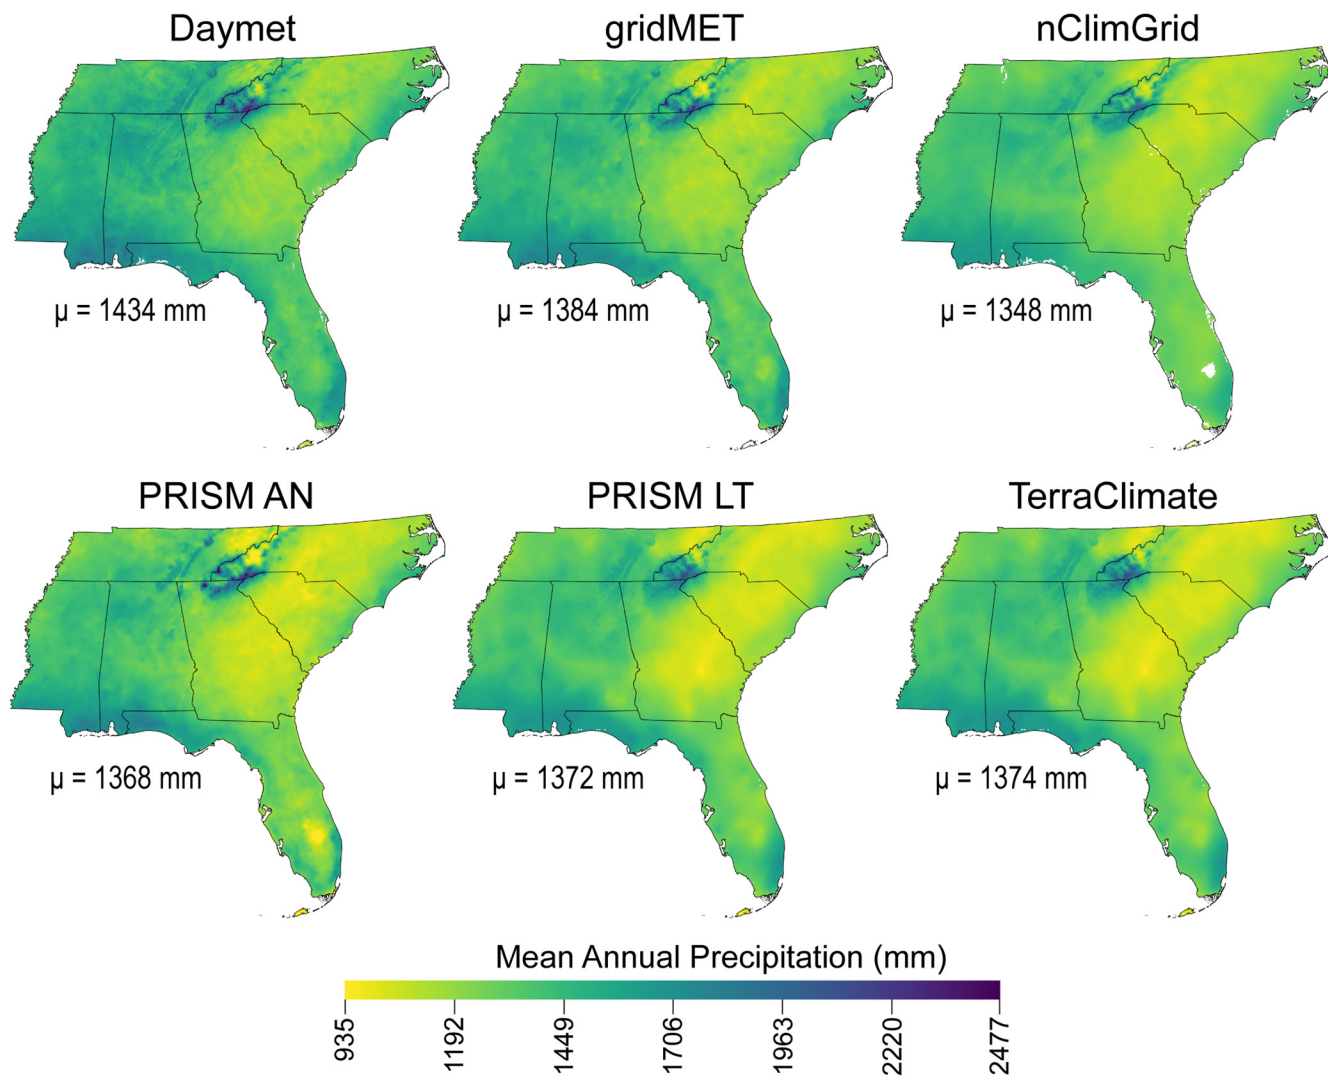 Daymet
gridMET
nClimGrid
μ = 1434 mm
μ = 1384 mm
μ = 1348 mm
PRISM AN
PRISM LT
TerraClimate
μ = 1368 mm
μ = 1372 mm
μ = 1374 mm
Mean Annual Precipitation (mm)
935
1192
1449
1706
1963
2220
2477